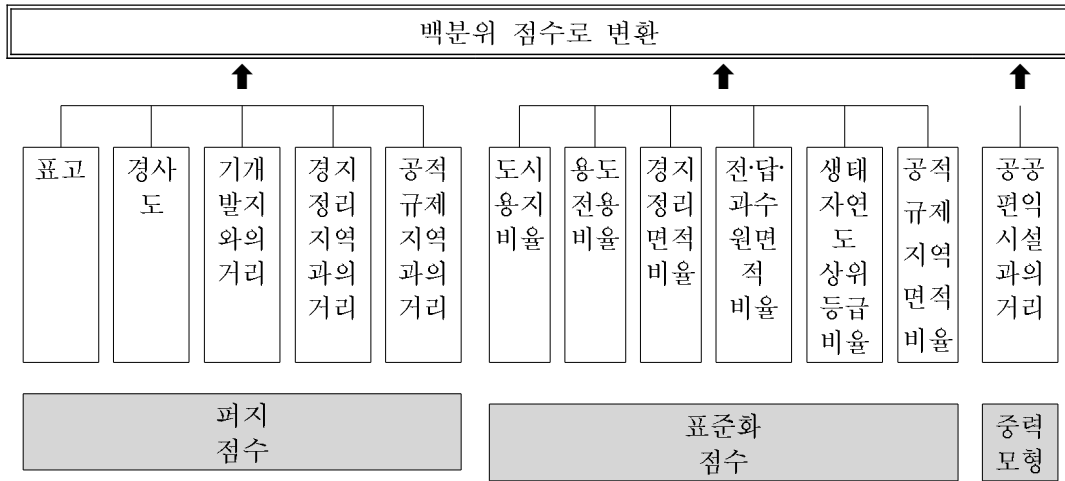 백분위 점수로 변환
표고
경사
도
기개
발지
와의
거리
경지
정리
지역
과의
거리
공적
규제
지역
과의
거리
도시
용지
비율
용도
전용
비율
경지
정리
면적
비율
전·답·
과수
원면
적
비율
생태
자연
도
상위
등급
비율
공적
규제
지역
면적
비율
공공
편익
시설
과의
거리
퍼지
점수
표준화
점수
중력
모형